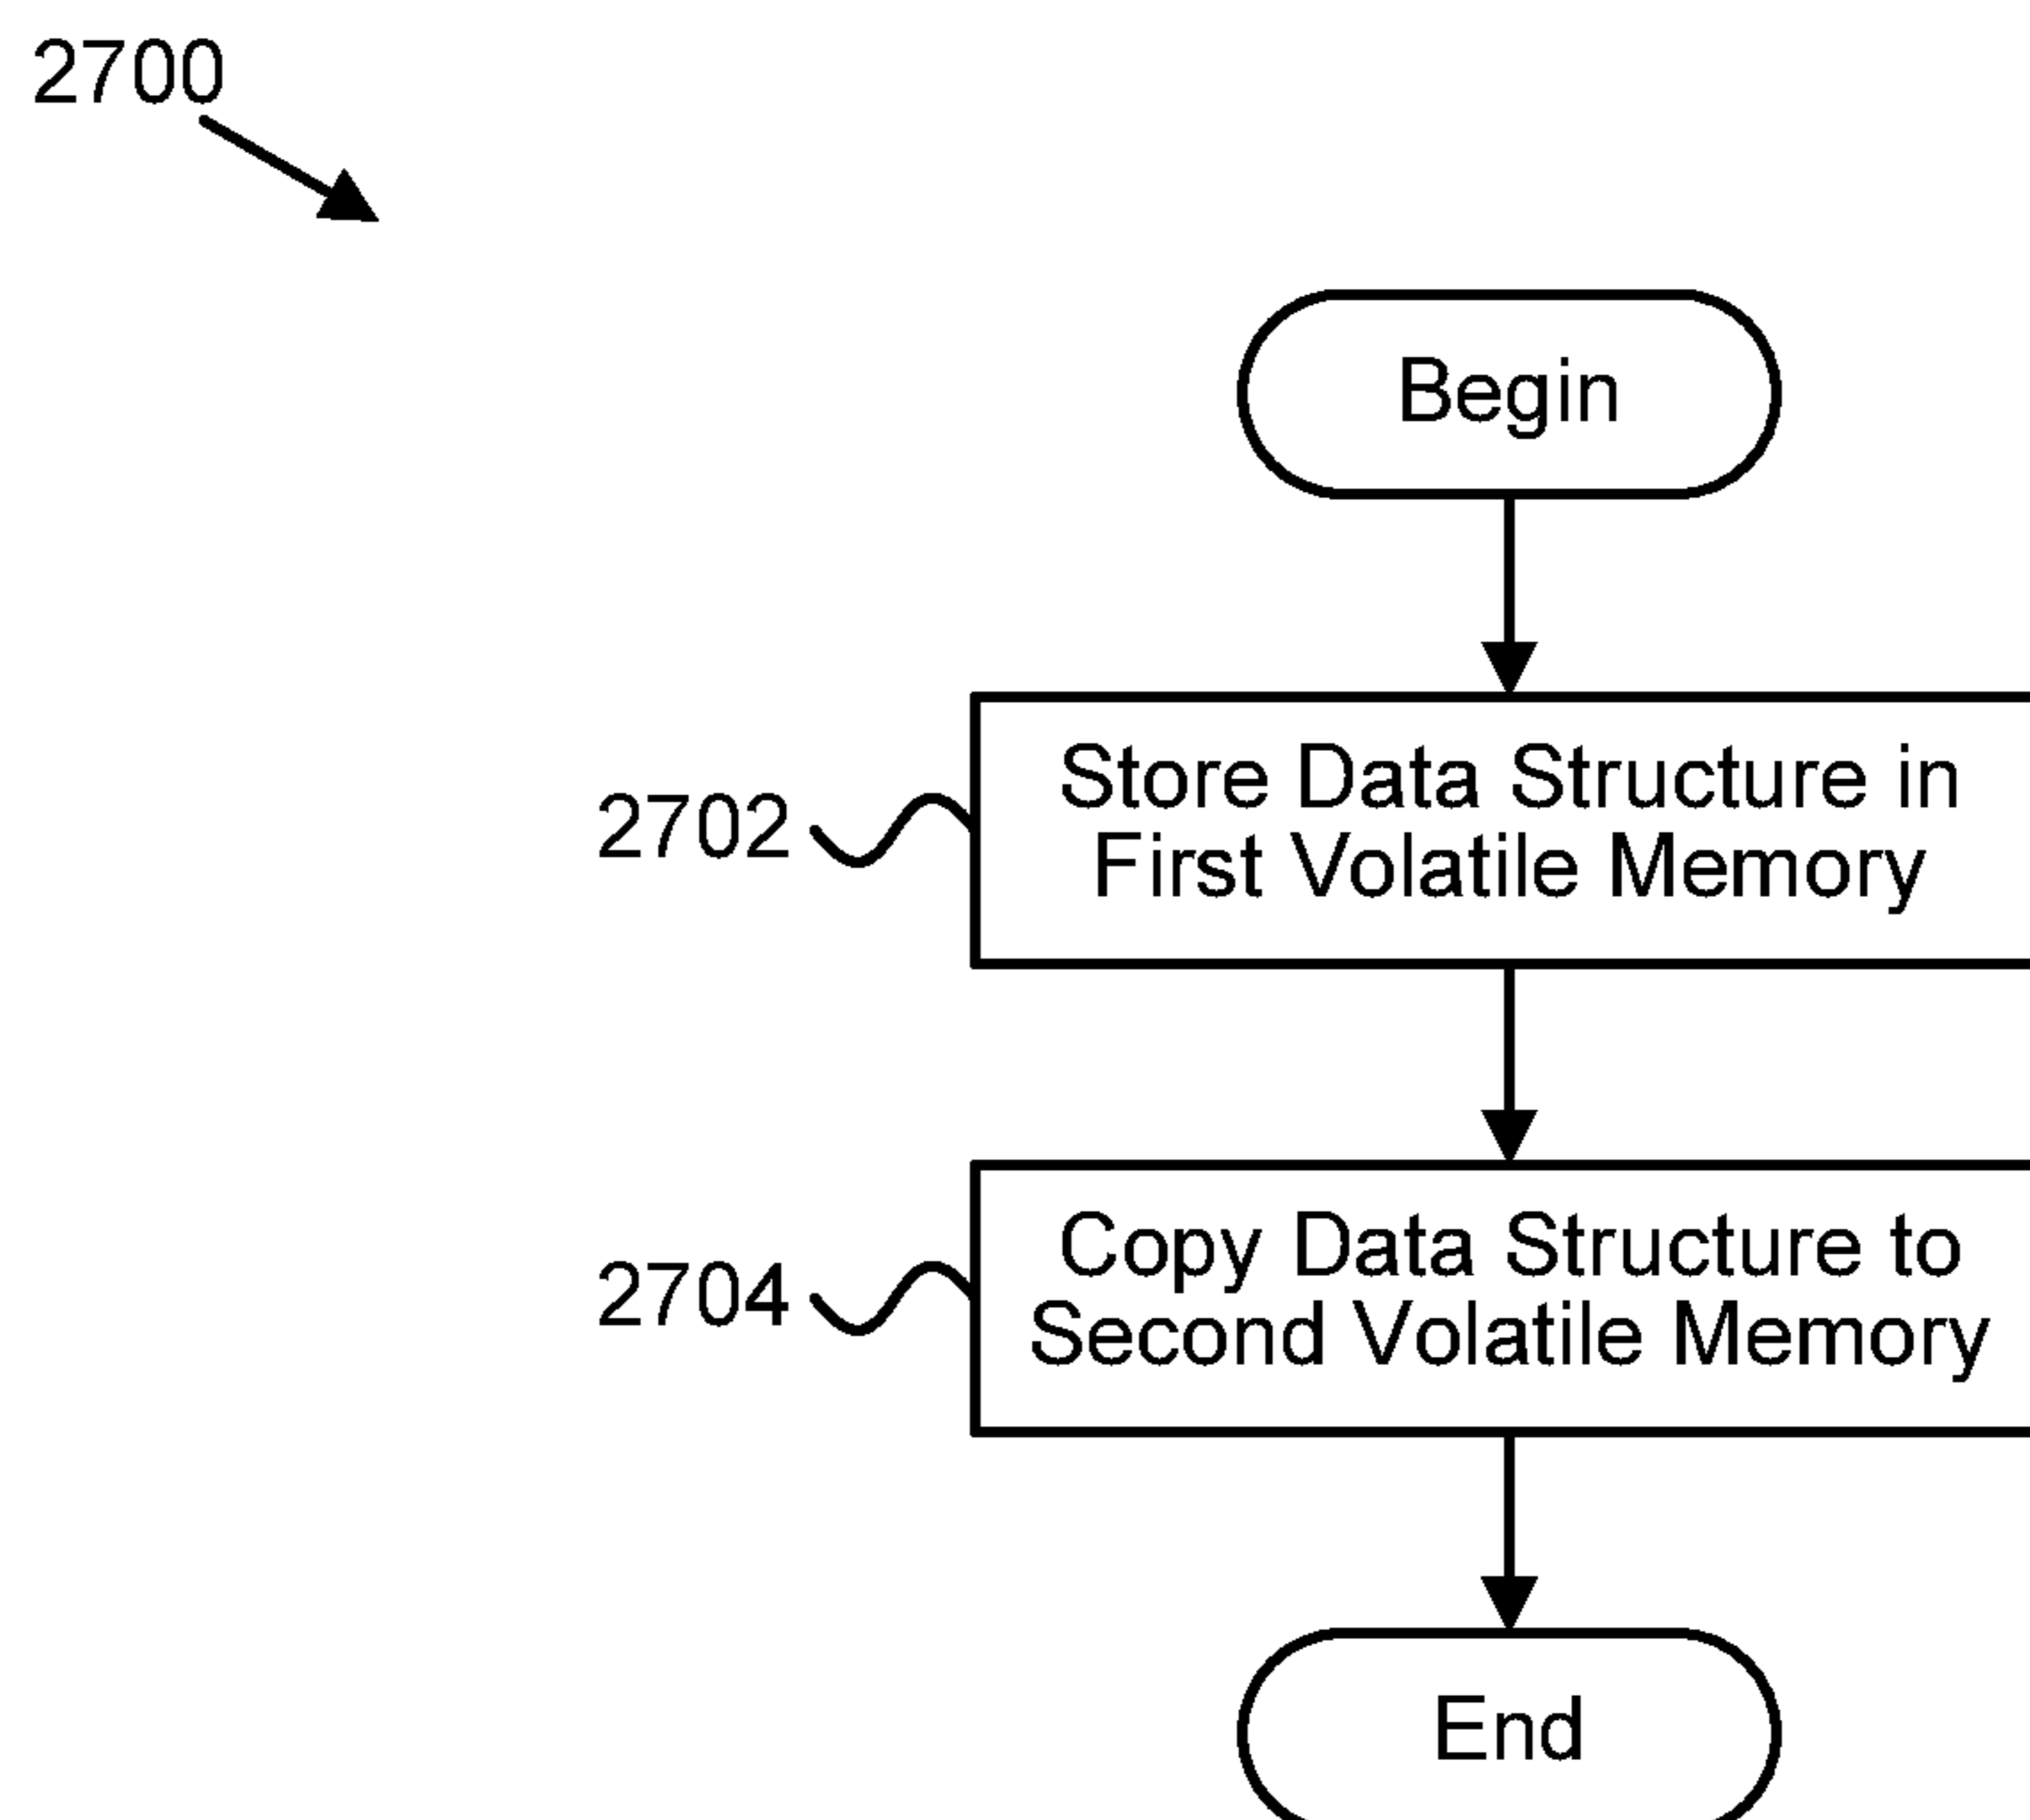 2700
Begin
2702
Store Data Structure in
First Volatile Memory
2704
Copy Data Structure to
Second Volatile Memory
End